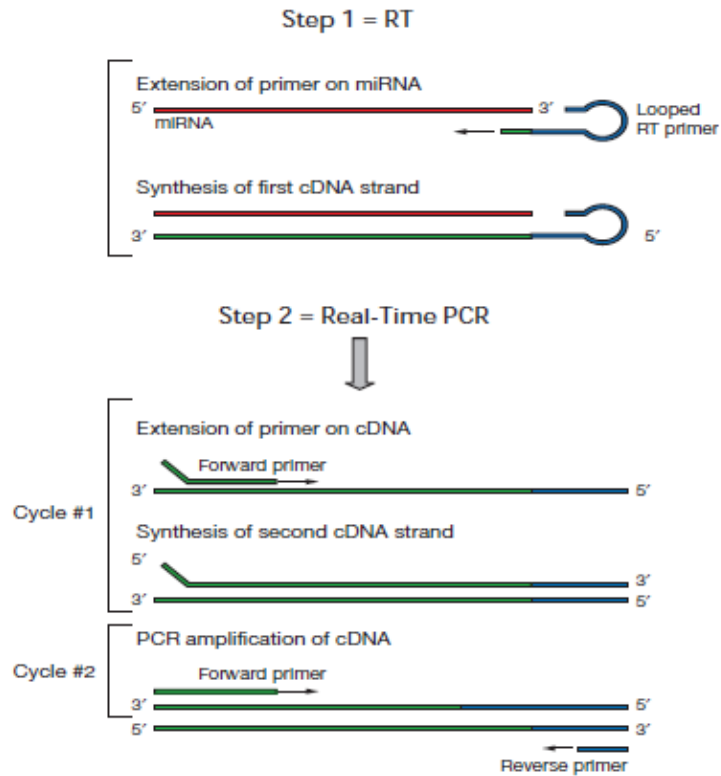 Step 1 = RT
Extension of primer on miRNA
5′ 3′
miRNA
Looped
RT primer
Synthesis of first cDNA strand
3′ 5′
Step 2 = Real-Time PCR
Extension of primer on cDNA
Forward primer
3′ 5′
Cycle #1
Synthesis of second cDNA strand
5′
3′
3′ 5′
PCR amplification of cDNA
Cycle #2
Forward primer
3′ 5′
5′ 3′
Reverse primer